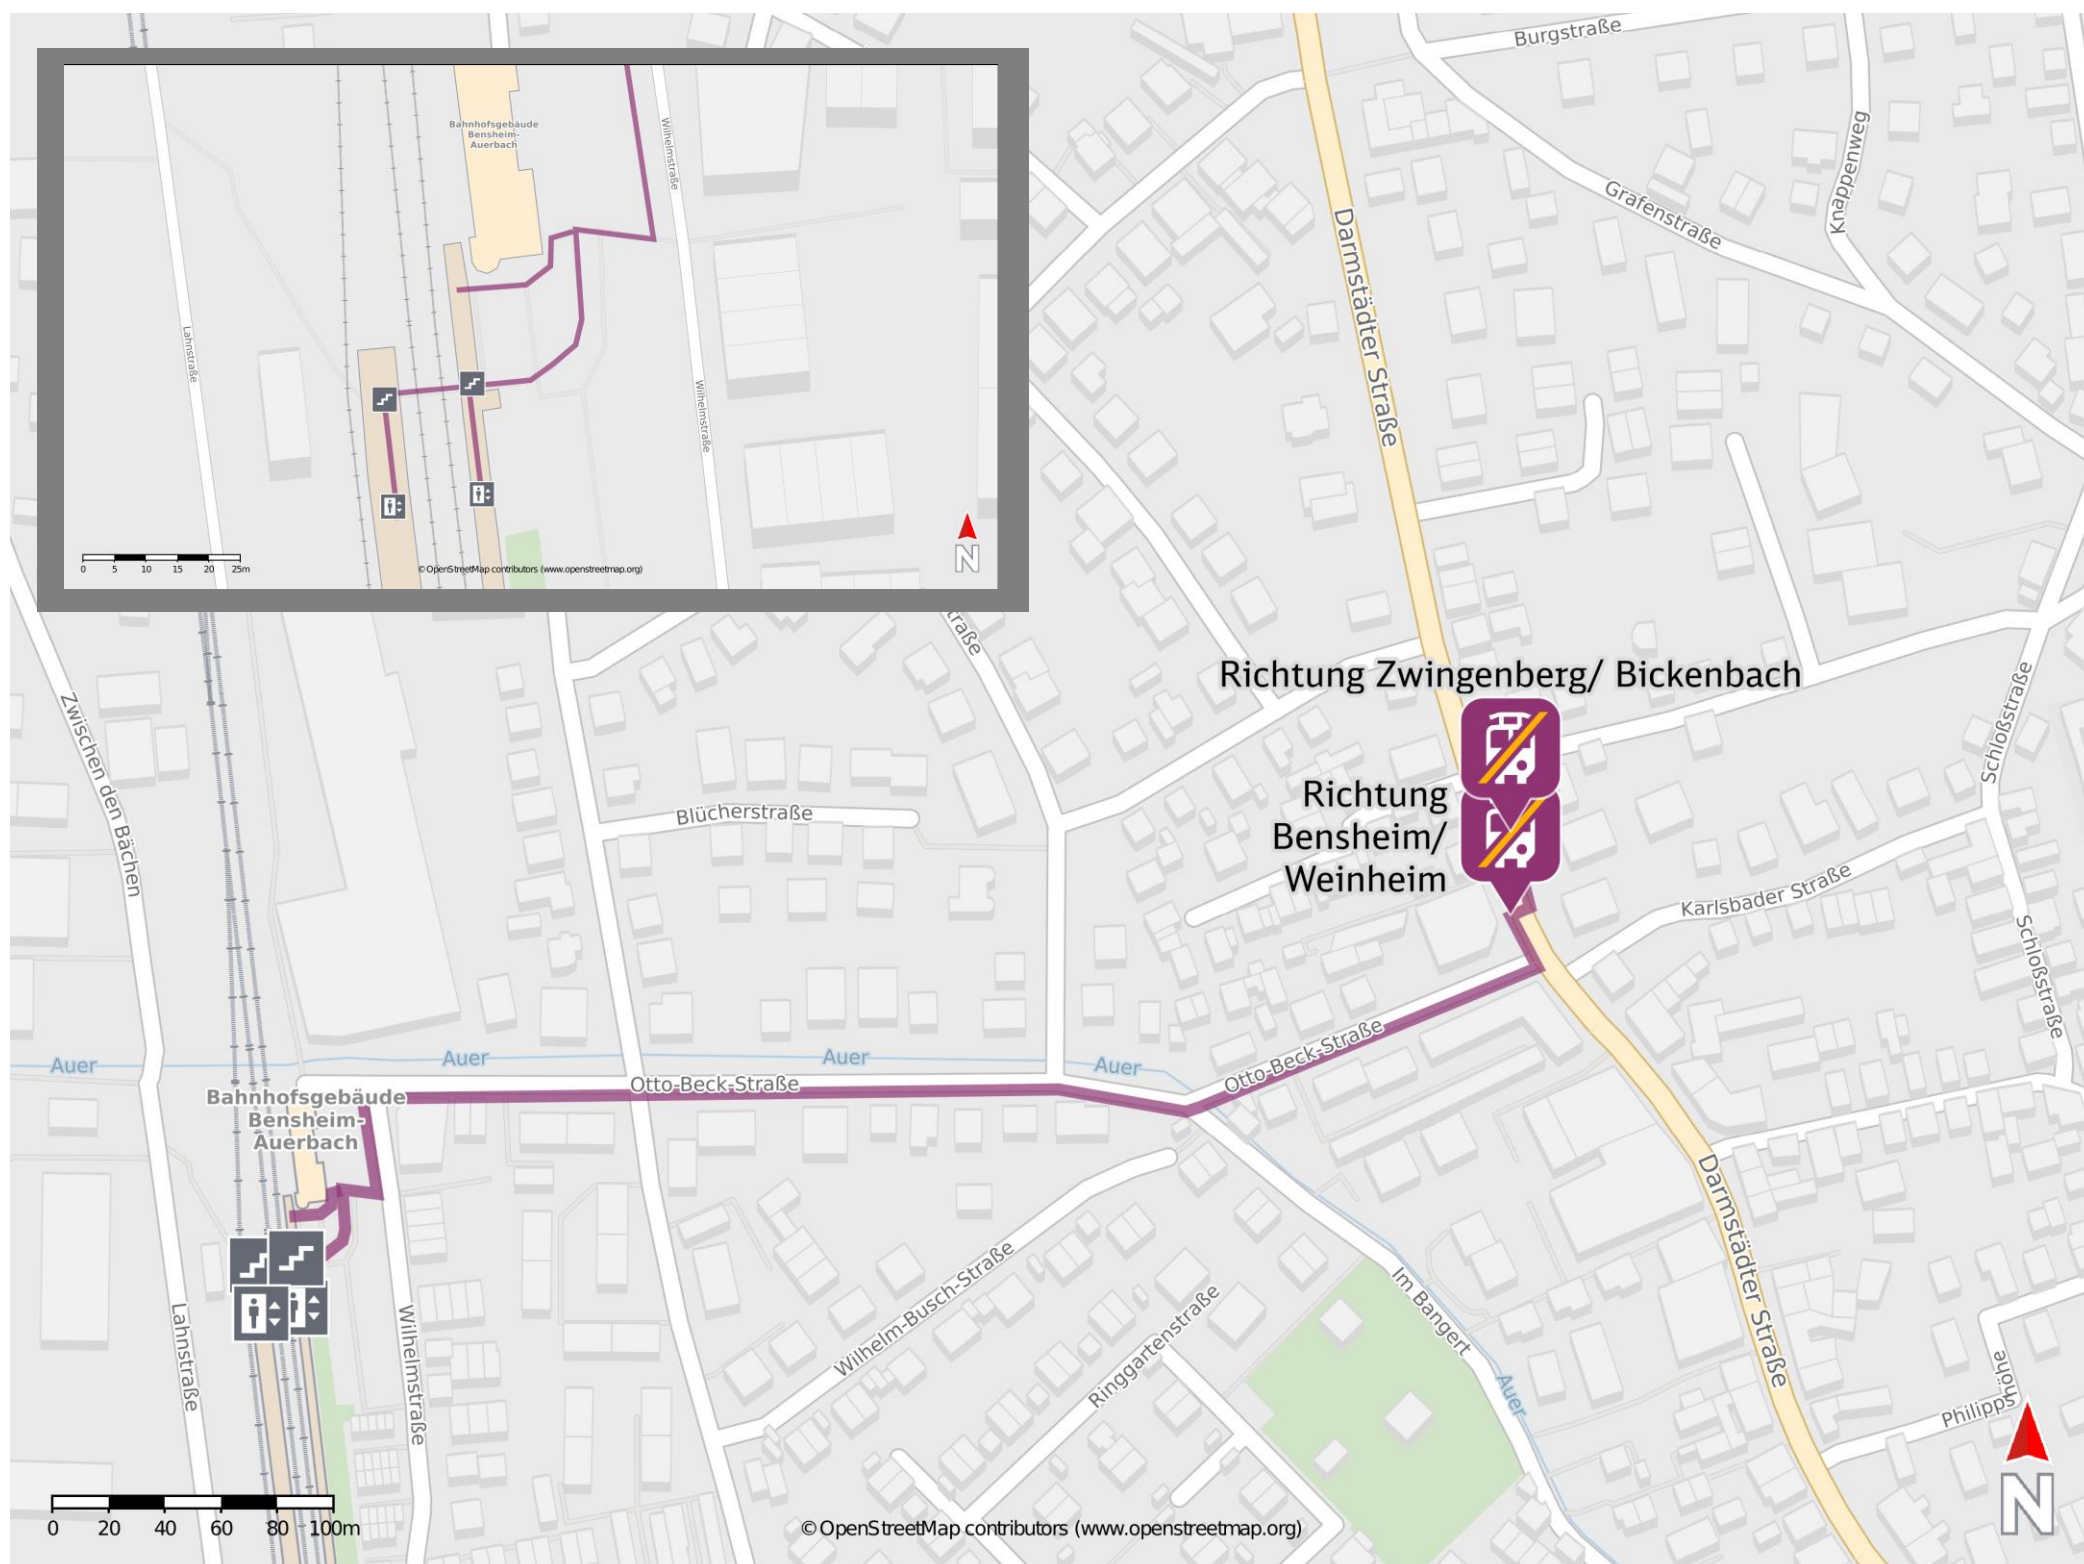 Burgstraße
Knappenweg
Grafenstraße
Darmstädter Straße
Bahnhofsgebäude
Bensheim-
Auerbach
Wilhelmstraße
Lahnstraße
Wilhelmstraße
0 5 10 15 20 25m
© OpenStreetMap contributors (www.openstreetmap.org)
N
traße
Richtung Zwingenberg/ Bickenbach
Schloßstraße
Zwischen den Bächen
Richtung
Bensheim/
Weinheim
Blücherstraße
Karlsbader Straße
Schloßstraße
Auer
Auer
Auer
Auer
Otto-Beck-Straße
Otto-Beck-Straße
Bahnhofsgebäude
Bensheim-
Auerbach
Darmstädter Straße
Wilhelm-Busch-Straße
Ringgartenstraße
Im Bangert
Auer
Lahnstraße
Wilhelmstraße
Philippshöhe
N
0 20 40 60 80 100m
© OpenStreetMap contributors (www.openstreetmap.org)